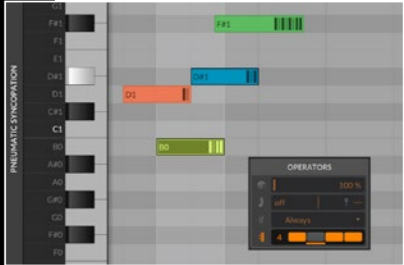 G1
F#1
F#1
F1
E1
D#1
D#1
D1
D1
C#1
C1
B0
B0
A#0
A0
G#0
G0
F#0
F0
PNEUMATIC SYNCOPATION
OPERATORS
100 %
off
Always
4